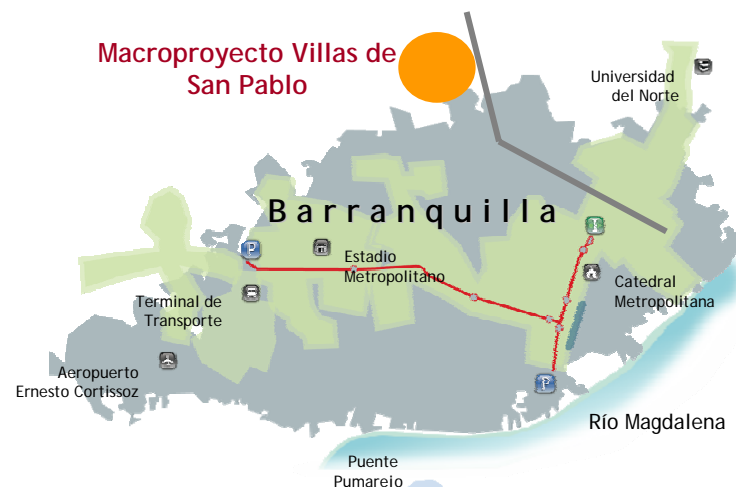 Macroproyecto Villas de
San Pablo
Universidad
del Norte
Barranquilla
P
Estadio
Metropolitano
Catedral
Metropolitana
Terminal de
Transporte
Aeropuerto
Ernesto Cortissoz
P
Río Magdalena
Puente
Pumarejo